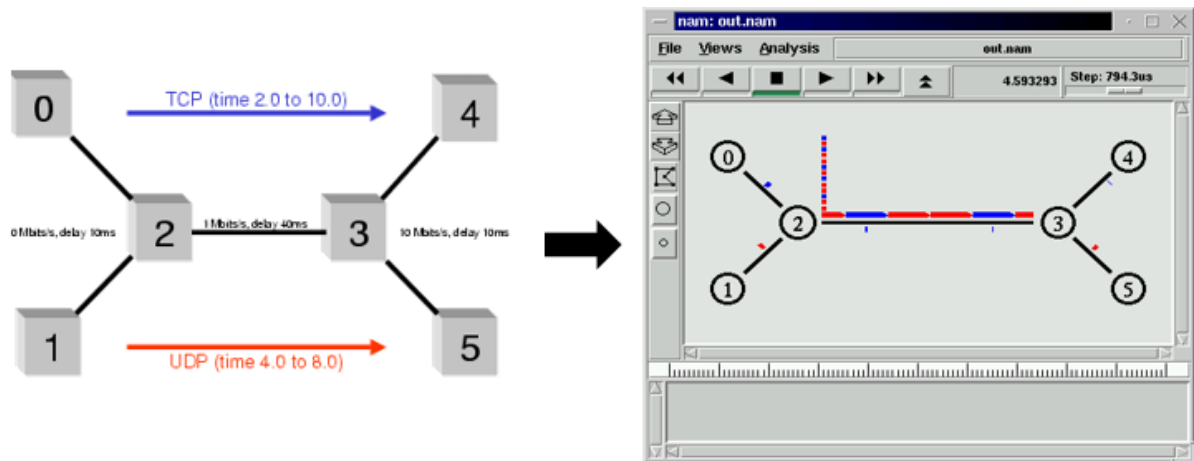 0
TCP (time 2.0 to 10.0)
4
0 Mbits/s, delay 10ms
2
1 Mbits/s, delay 40ms
3
10 Mbits/s, delay 10ms
1
UDP (time 4.0 to 8.0)
5
nam: out.nam
File Views Analysis out.nam
4.593293 Step: 794.3us
0
4
2
3
1
5